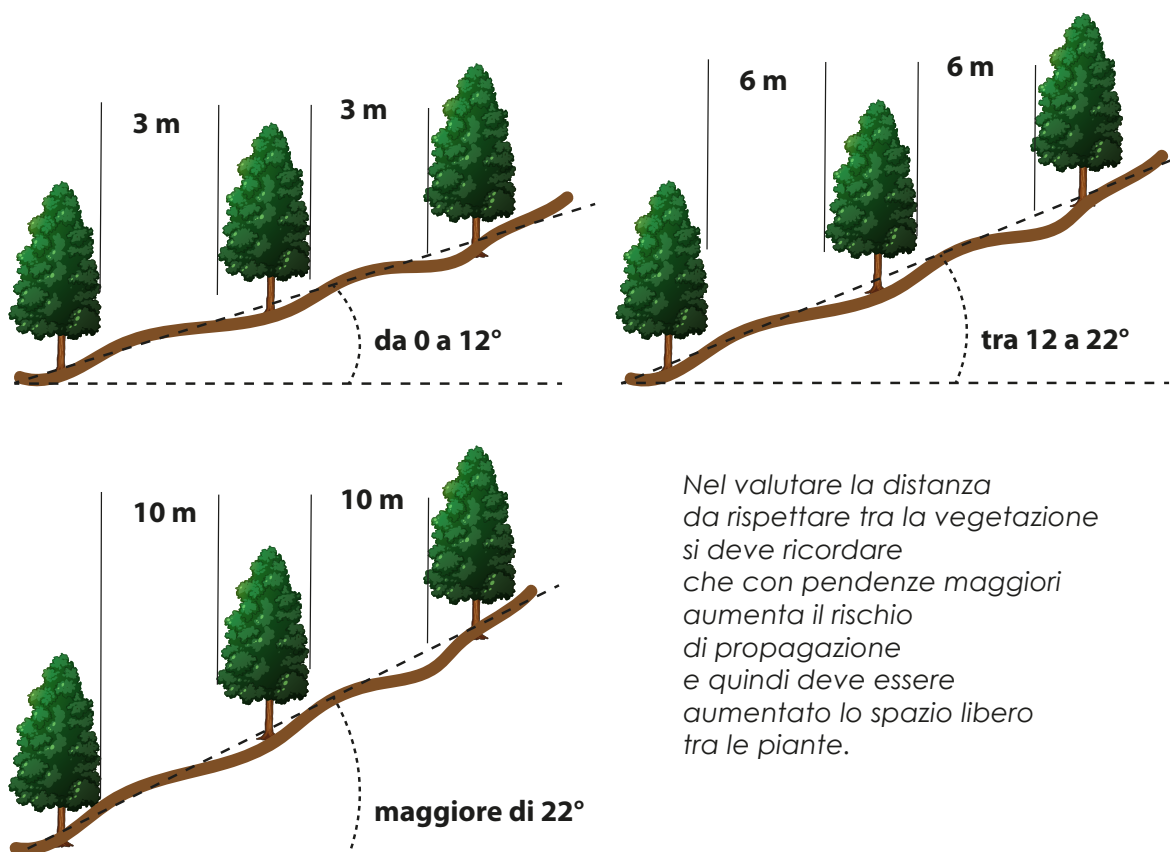 3 m
3 m
da 0 a 12°
6 m
6 m
tra 12 a 22°
10 m
10 m
maggiore di 22°
Nel valutare la distanza
da rispettare tra la vegetazione
si deve ricordare
che con pendenze maggiori
aumenta il rischio
di propagazione
e quindi deve essere
aumentato lo spazio libero
tra le piante.